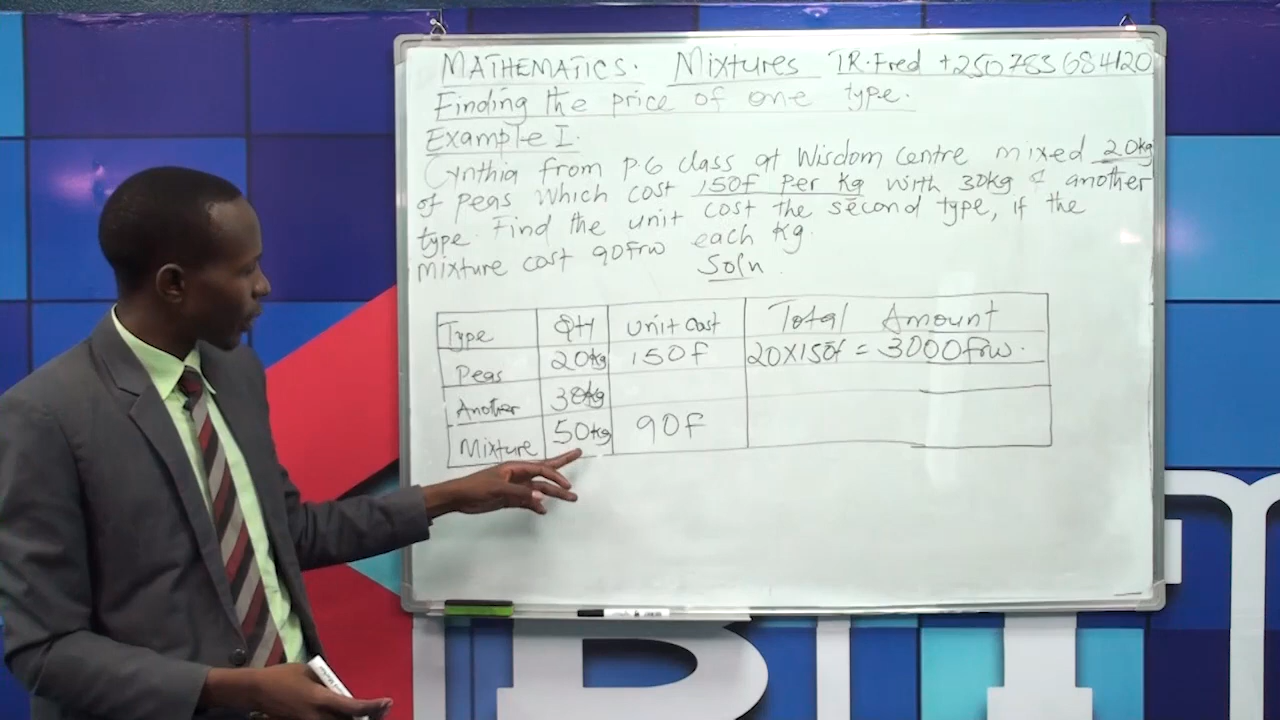 MATHEMATICS. Mixtures TR.Fred +250783684120
Finding the price of one type.
Example I.
Cynthia from P.6 class at Wisdom Centre mixed 20kg
of peas which cost 150F per kg with 30kg of another
type. Find the unit cost the second type, if the
mixture cost 90frw each kg.
Soln
Type QTY Unit Cost Total Amount
Peas 20kg 150F 20X150f = 3000Frw.
Another 30kg
Mixture 50kg 90F